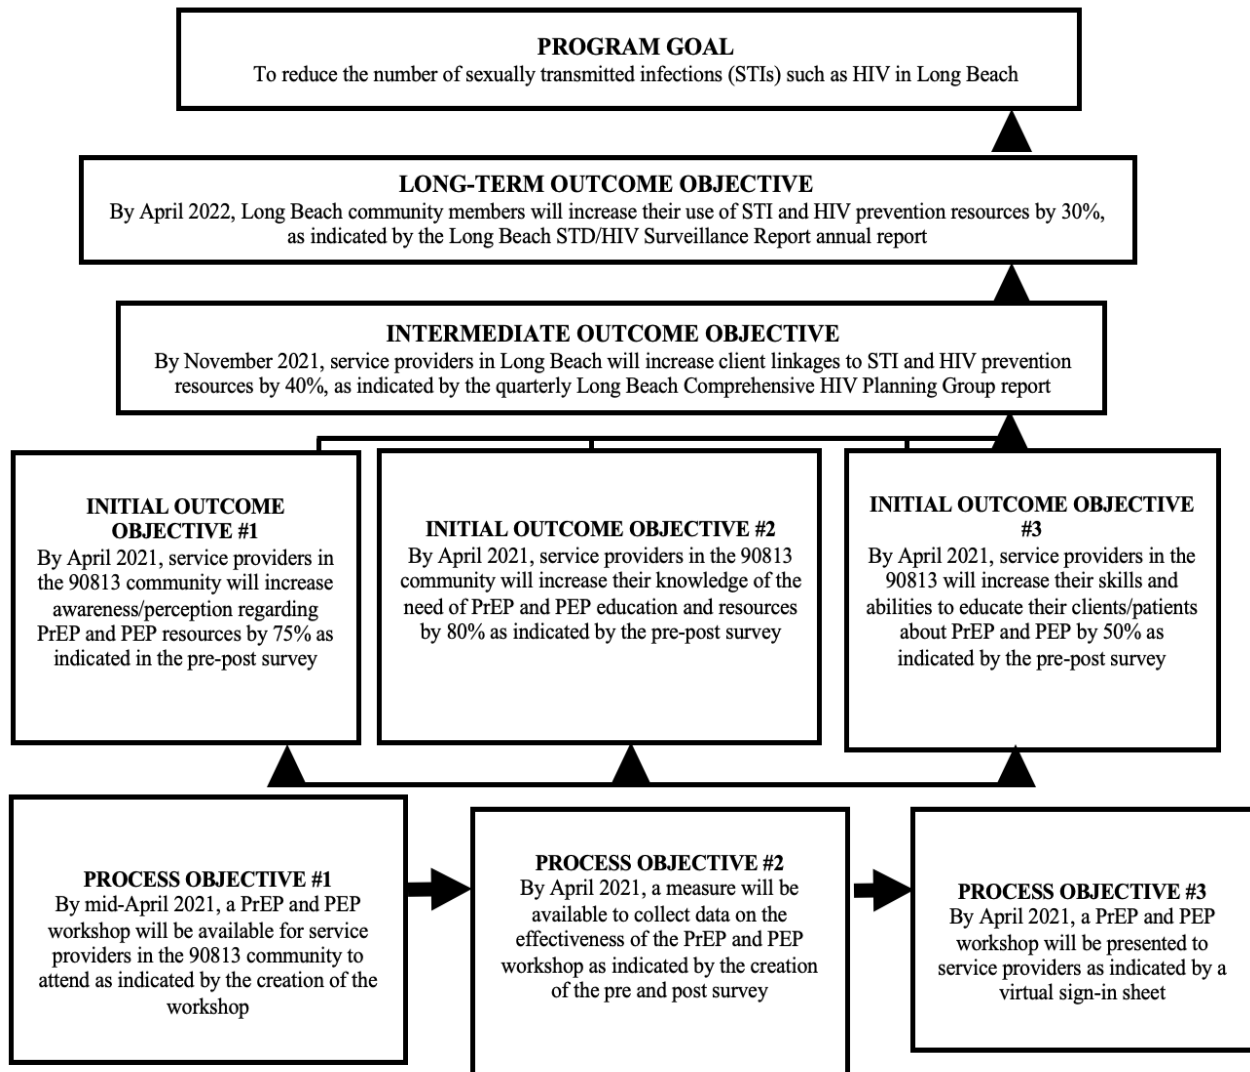 PROGRAM GOAL
To reduce the number of sexually transmitted infections (STIs) such as HIV in Long Beach
LONG-TERM OUTCOME OBJECTIVE
By April 2022, Long Beach community members will increase their use of STI and HIV prevention resources by 30%,
as indicated by the Long Beach STD/HIV Surveillance Report annual report
INTERMEDIATE OUTCOME OBJECTIVE
By November 2021, service providers in Long Beach will increase client linkages to STI and HIV prevention
resources by 40%, as indicated by the quarterly Long Beach Comprehensive HIV Planning Group report
INITIAL OUTCOME
OBJECTIVE #1
By April 2021, service providers in
the 90813 community will increase
awareness/perception regarding
PrEP and PEP resources by 75% as
indicated in the pre-post survey
INITIAL OUTCOME OBJECTIVE #2
By April 2021, service providers in the 90813
community will increase their knowledge of the
need of PrEP and PEP education and resources
by 80% as indicated by the pre-post survey
INITIAL OUTCOME OBJECTIVE
#3
By April 2021, service providers in the
90813 will increase their skills and
abilities to educate their clients/patients
about PrEP and PEP by 50% as
indicated by the pre-post survey
PROCESS OBJECTIVE #1
By mid-April 2021, a PrEP and PEP
workshop will be available for service
providers in the 90813 community to
attend as indicated by the creation of the
workshop
PROCESS OBJECTIVE #2
By April 2021, a measure will be
available to collect data on the
effectiveness of the PrEP and PEP
workshop as indicated by the creation
of the pre and post survey
PROCESS OBJECTIVE #3
By April 2021, a PrEP and PEP
workshop will be presented to
service providers as indicated by a
virtual sign-in sheet